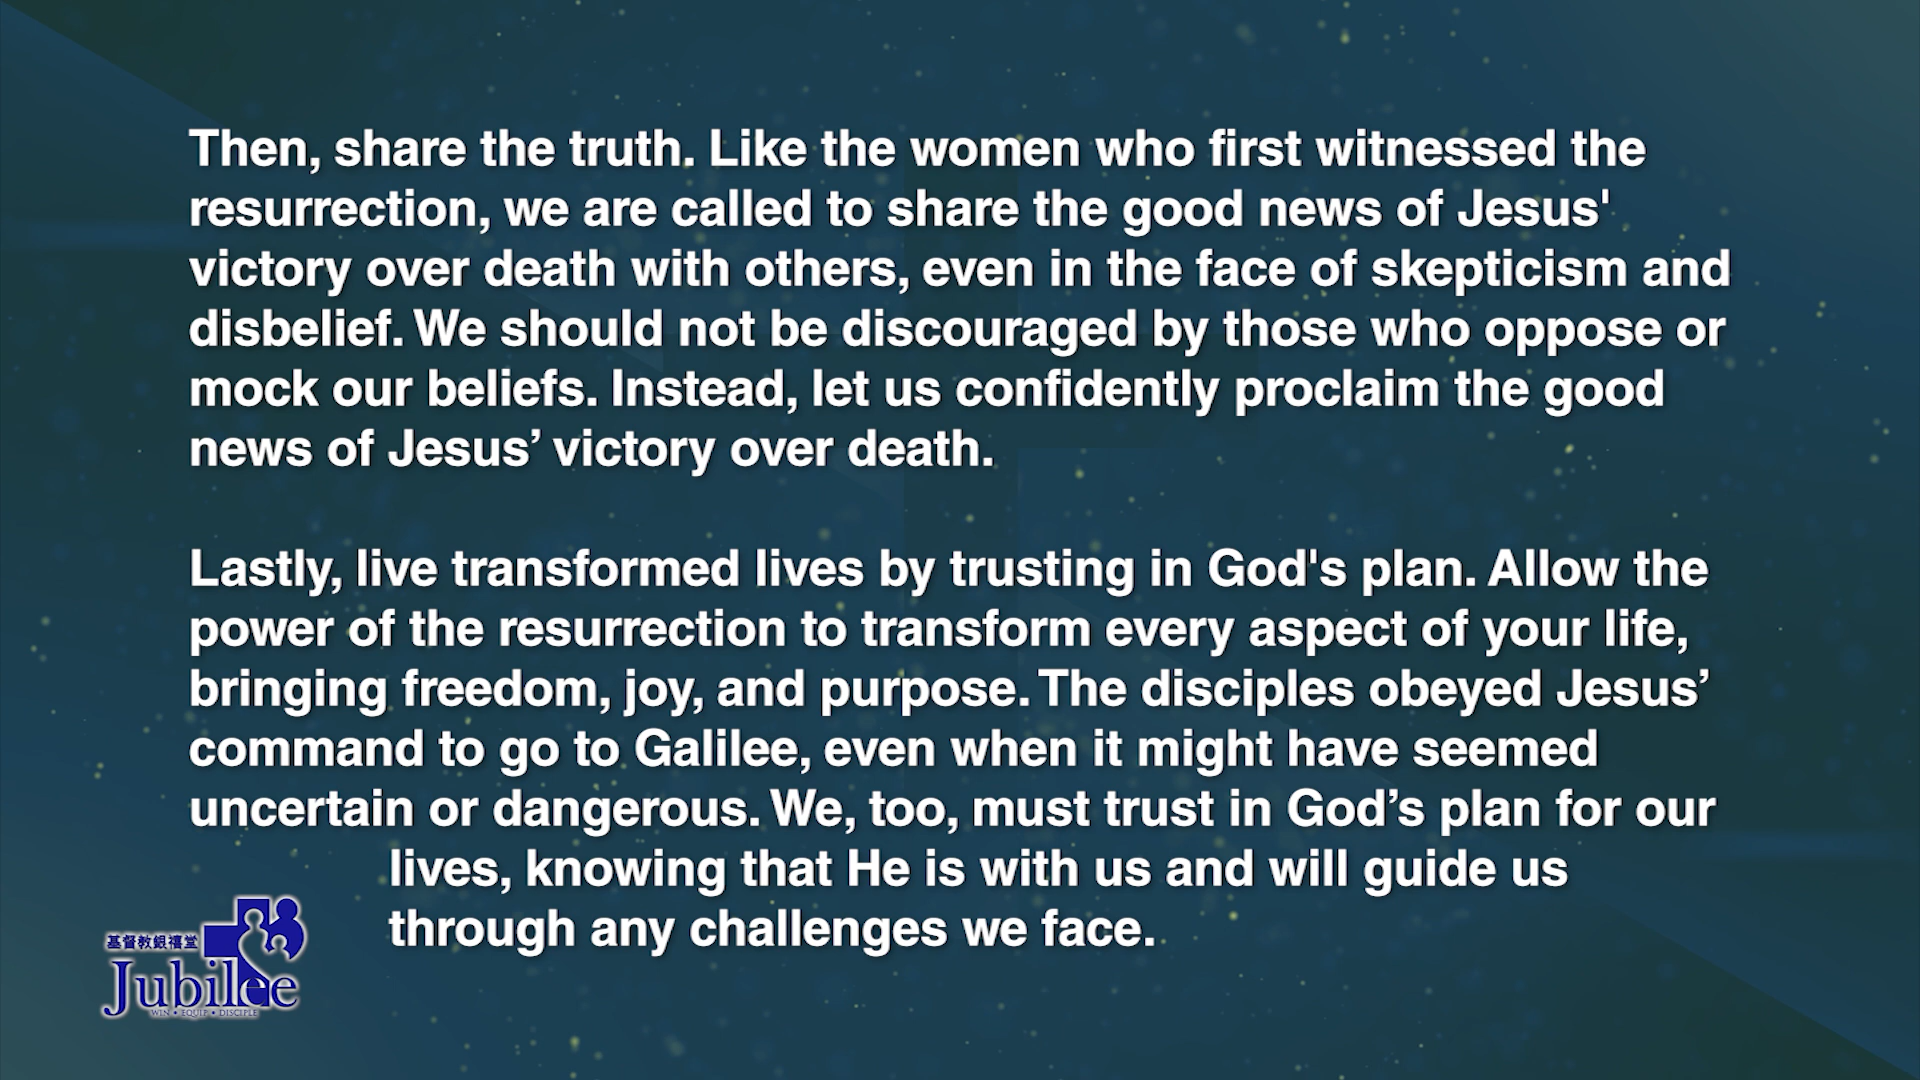 Then, share the truth. Like the women who first witnessed the
resurrection, we are called to share the good news of Jesus'
victory over death with others, even in the face of skepticism and
disbelief. We should not be discouraged by those who oppose or
mock our beliefs. Instead, let us confidently proclaim the good
news of Jesus’ victory over death.
Lastly, live transformed lives by trusting in God's plan. Allow the
power of the resurrection to transform every aspect of your life,
bringing freedom, joy, and purpose. The disciples obeyed Jesus’
command to go to Galilee, even when it might have seemed
uncertain or dangerous. We, too, must trust in God’s plan for our
lives, knowing that He is with us and will guide us
through any challenges we face.
基督教銀禧堂
Jubilee
WIN • EQUIP • DISCIPLE